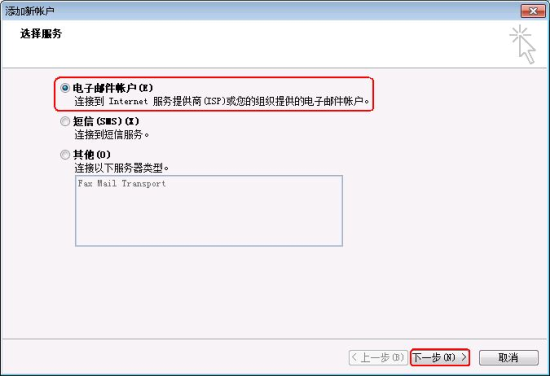 添加新帐户
选择服务
电子邮件帐户(E)
连接到 Internet 服务提供商(ISP)或您的组织提供的电子邮件帐户。
短信(SMS)(X)
连接到短信服务。
其他(O)
连接以下服务器类型。
Fax Mail Transport
< 上一步(B) 下一步(N) > 取消